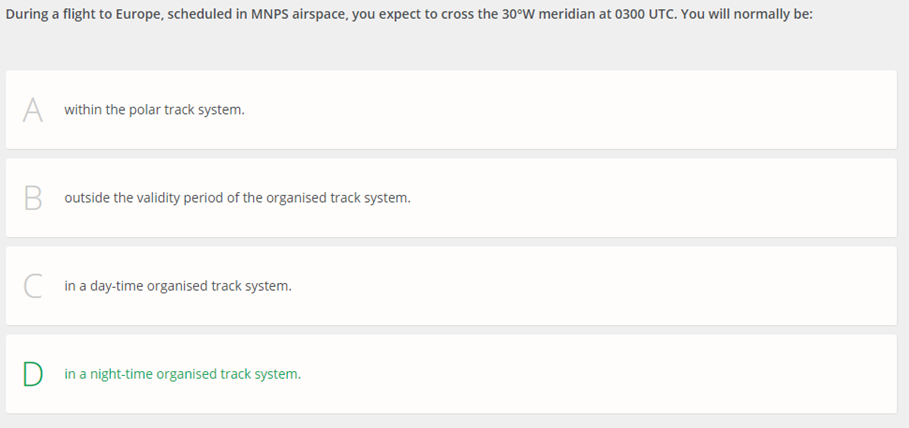 During a flight to Europe, scheduled in MNPS airspace, you expect to cross the 30°W meridian at 0300 UTC. You will normally be:
A within the polar track system.
B outside the validity period of the organised track system.
C in a day-time organised track system.
D in a night-time organised track system.